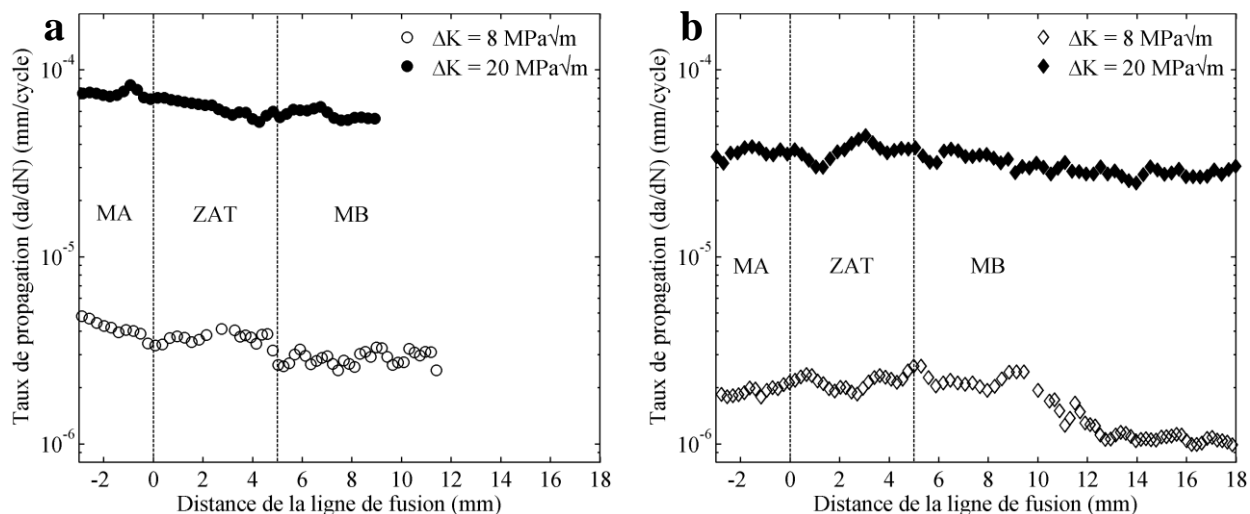 a
ΔK = 8 MPa√m
ΔK = 20 MPa√m
10⁻⁴
10⁻⁵
10⁻⁶
Taux de propagation (da/dN) (mm/cycle)
MA ZAT MB
-2 0 2 4 6 8 10 12 14 16 18
Distance de la ligne de fusion (mm)
b
ΔK = 8 MPa√m
ΔK = 20 MPa√m
10⁻⁴
10⁻⁵
10⁻⁶
Taux de propagation (da/dN) (mm/cycle)
MA ZAT MB
-2 0 2 4 6 8 10 12 14 16 18
Distance de la ligne de fusion (mm)